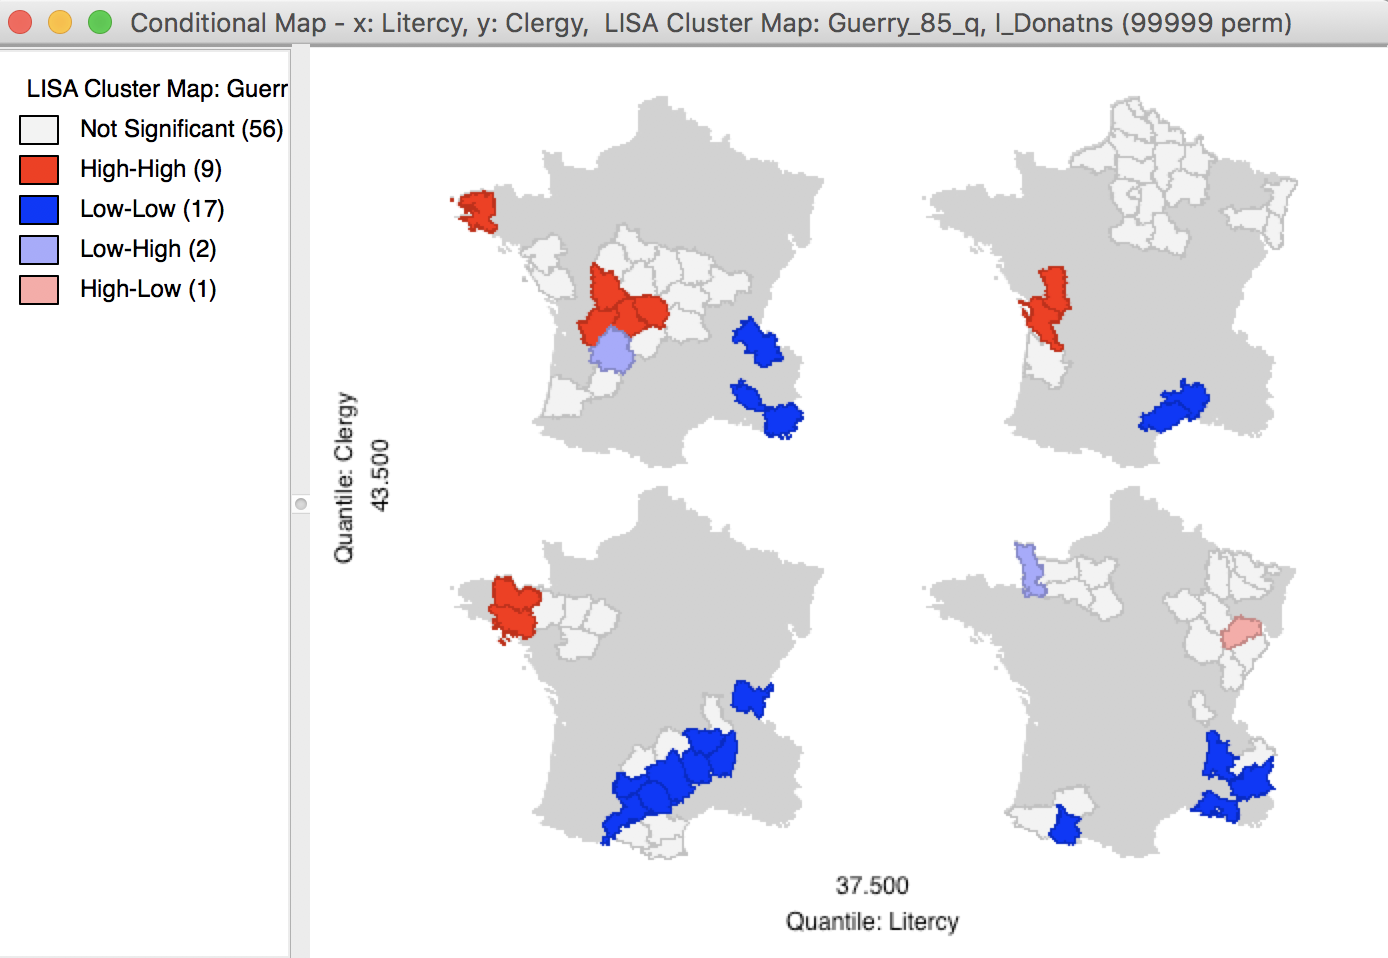 Conditional Map - x: Litercy, y: Clergy, LISA Cluster Map: Guerry_85_q, I_Donatns (99999 perm)
LISA Cluster Map: Guerr
Not Significant (56)
High-High (9)
Low-Low (17)
Low-High (2)
High-Low (1)
Quantile: Clergy
43.500
37.500
Quantile: Litercy